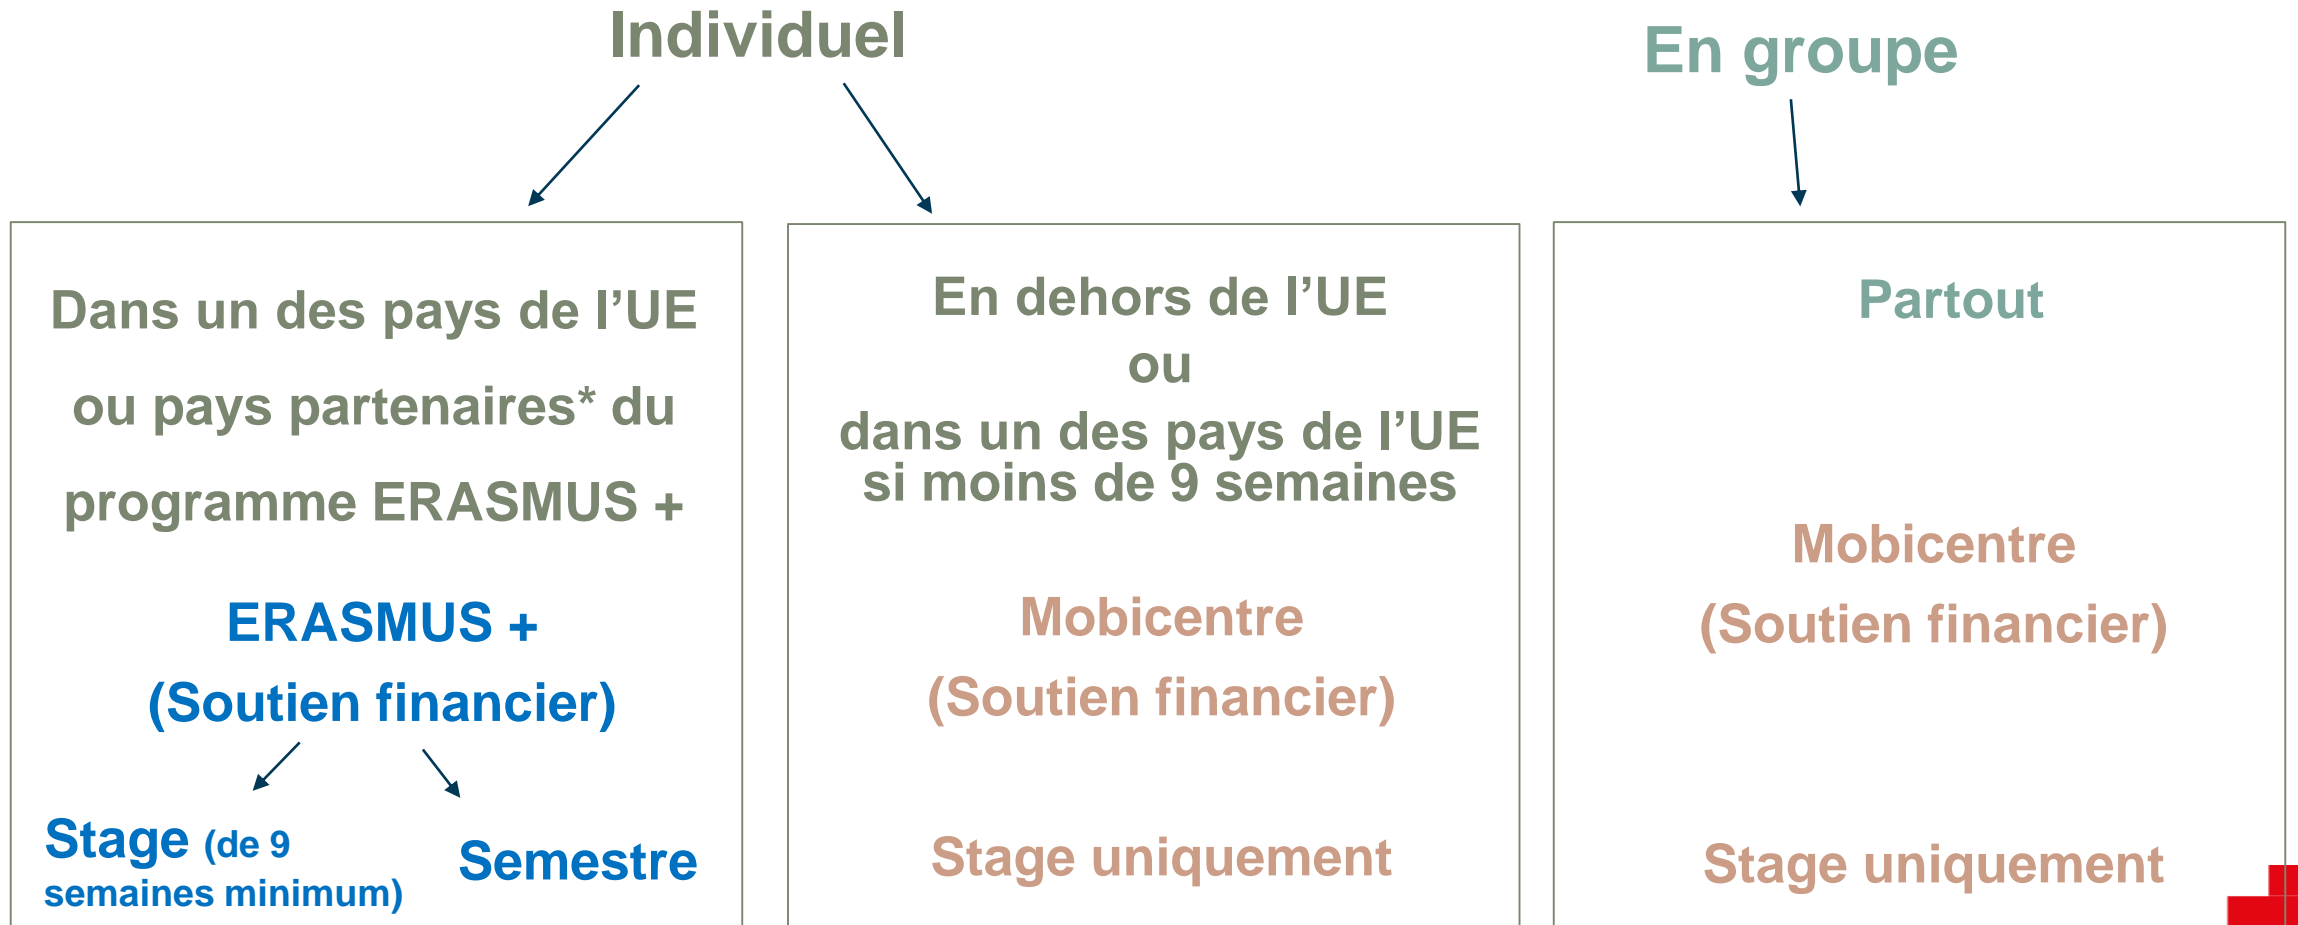 Individuel
En groupe
Dans un des pays de l’UE
ou pays partenaires* du
programme ERASMUS +
ERASMUS +
(Soutien financier)
Stage (de 9
semaines minimum)
Semestre
En dehors de l’UE
ou
dans un des pays de l’UE
si moins de 9 semaines
Mobicentre
(Soutien financier)
Stage uniquement
Partout
Mobicentre
(Soutien financier)
Stage uniquement